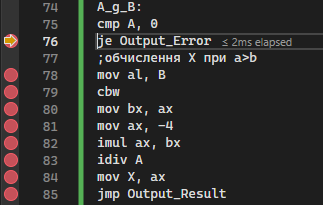 74 A_g_B:
75 cmp A, 0
76 je Output_Error ≤ 2ms elapsed
77 ;обчислення X при a>b
78 mov al, B
79 cbw
80 mov bx, ax
81 mov ax, -4
82 imul ax, bx
83 idiv A
84 mov X, ax
85 jmp Output_Result